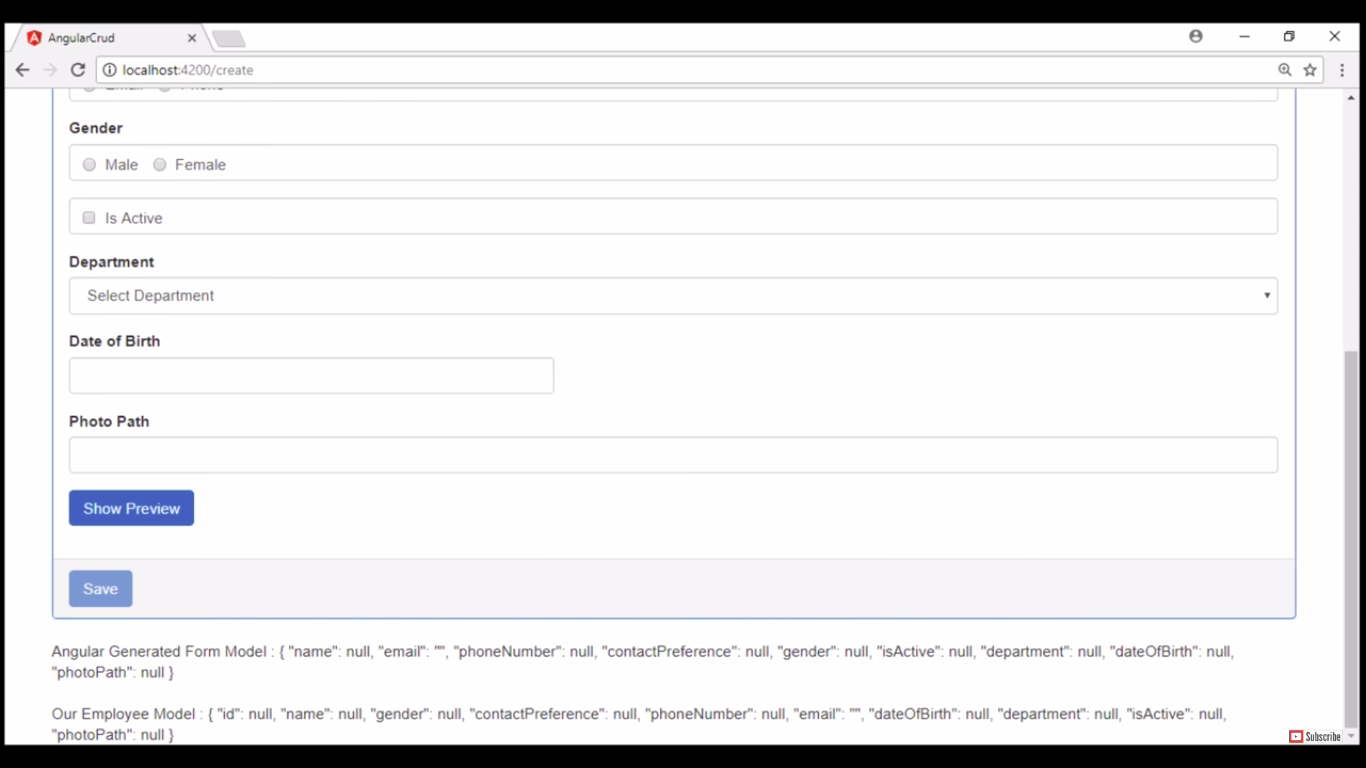 AngularCrud
localhost:4200/create
Email Phone
Gender
Male Female
Is Active
Department
Select Department
Date of Birth
Photo Path
Show Preview
Save
Angular Generated Form Model : { "name": null, "email": "", "phoneNumber": null, "contactPreference": null, "gender": null, "isActive": null, "department": null, "dateOfBirth": null,
"photoPath": null }
Our Employee Model : { "id": null, "name": null, "gender": null, "contactPreference": null, "phoneNumber": null, "email": "", "dateOfBirth": null, "department": null, "isActive": null,
"photoPath": null }
Subscribe